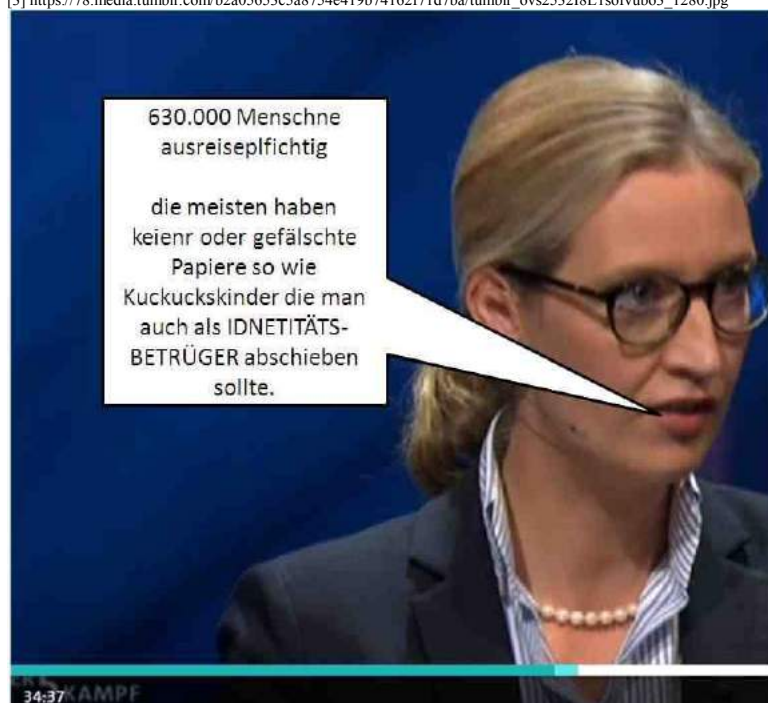 [3]
630.000 Menschne
ausreiseplfichtig
die meisten haben
keienr oder gefälschte
Papiere so wie
Kuckuckskinder die man
auch als IDNETITÄTS-
BETRÜGER abschieben
sollte.
34:37 KAMPF